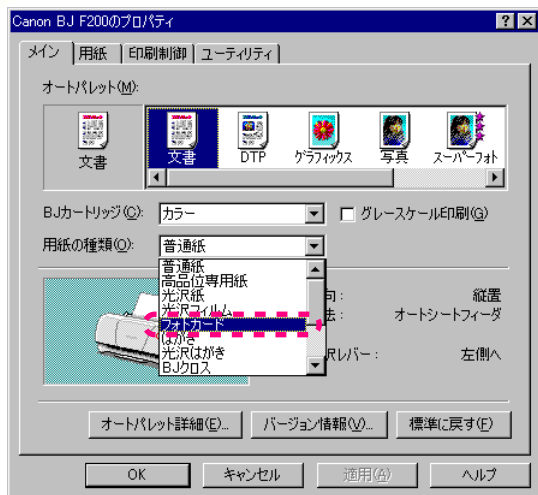 Canon BJ F200のプロパティ
メイン 用紙 印刷制御 ユーティリティ
オートパレット(M):
文書
文書 DTP グラフィックス 写真 スーパーフォト
BJカートリッジ(C): カラー グレースケール印刷(G)
用紙の種類(O): 普通紙
普通紙
高品位専用紙
光沢紙
光沢フィルム
フォトカード
はがき
光沢はがき
BJクロス
向: 縦置
法: オートシートフィーダ
沢レバー: 左側へ
オートパレット詳細(E)... バージョン情報(V)... 標準に戻す(F)
OK キャンセル 適用(A) ヘルプ